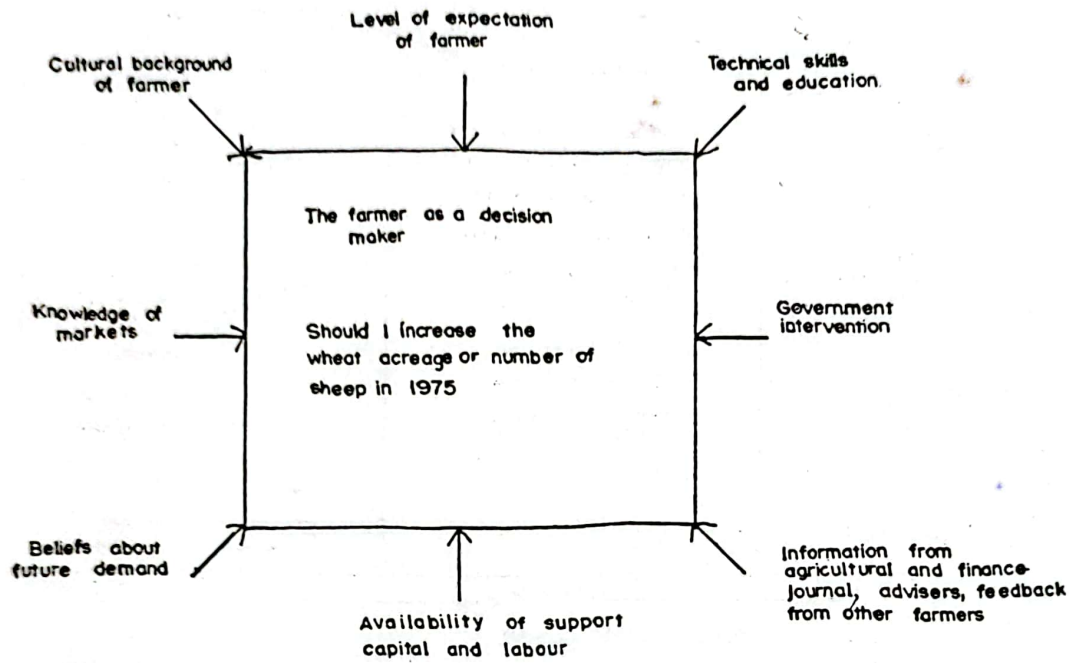 Level of expectation
of farmer
Cultural background
of farmer
Technical skills
and education
The farmer as a decision
maker
Knowledge of
markets
Should I increase the
wheat acreage or number of
sheep in 1975
Government
intervention
Beliefs about
future demand
Information from
agricultural and finance-
journal, advisers, feedback
from other farmers
Availability of support
capital and labour